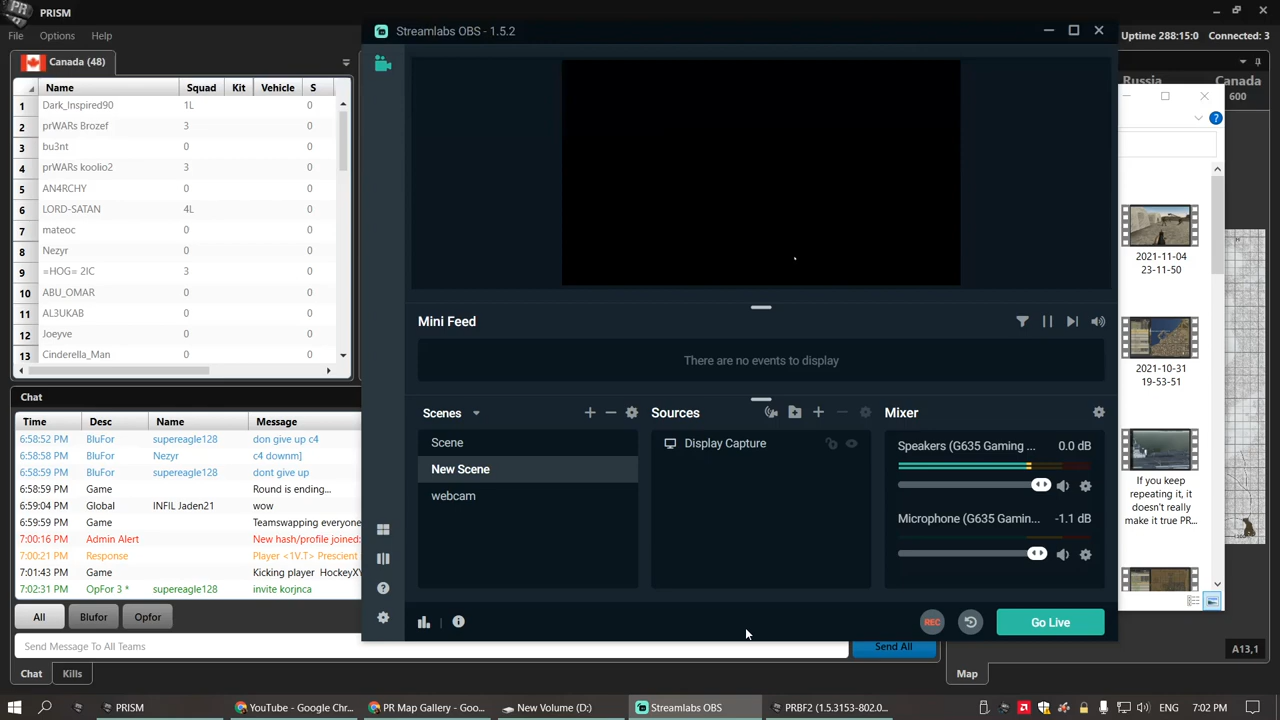 PRISM
File Options Help
Canada (48)
Name Squad Kit Vehicle S
1 Dark_Inspired90 1L 0
2 prWARs Brozef 3 0
3 bu3nt 0 0
4 prWARs koolio2 3 0
5 AN4RCHY 0 0
6 LORD-SATAN 4L 0
7 mateoc 0 0
8 Nezyr 0 0
9 =HOG= 2IC 3 0
10 ABU_OMAR 0 0
11 AL3UKAB 0 0
12 Joeyve 0 0
13 Cinderella_Man 0 0
Chat
Time Desc Name Message
6:58:52 PM BluFor supereagle128 don give up c4
6:58:58 PM BluFor Nezyr c4 downm]
6:58:59 PM BluFor supereagle128 dont give up
6:58:59 PM Game Round is ending...
6:59:04 PM Global INFIL Jaden21 wow
6:59:59 PM Game Teamswapping everyone
7:00:16 PM Admin Alert New hash/profile joined:
7:00:21 PM Response Player <1V.T> Prescient
7:01:43 PM Game Kicking player HockeyXY
7:02:31 PM OpFor 3 * supereagle128 invite korjnca
All Blufor Opfor
Send Message To All Teams
Send All
Chat Kills
Streamlabs OBS - 1.5.2
Mini Feed
There are no events to display
Scenes
Scene
New Scene
webcam
Sources
Display Capture
Mixer
Speakers (G635 Gaming ... 0.0 dB
Microphone (G635 Gamin... -1.1 dB
REC
Go Live
Uptime 288:15:0 Connected: 3
Russia Canada
600
2021-11-04
23-11-50
2021-10-31
19-53-51
If you keep
repeating it, it
doesn't really
make it true PR...
A13,1
Map
PRISM
YouTube - Google Chr...
PR Map Gallery - Goo...
New Volume (D:)
Streamlabs OBS
PRBF2 (1.5.3153-802.0...
7:02 PM